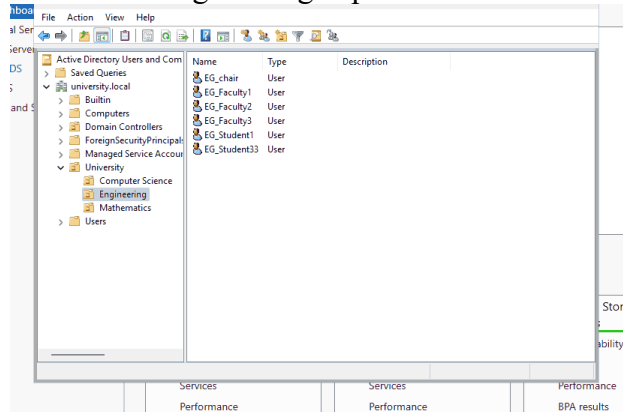 File Action View Help
Active Directory Users and Com
Saved Queries
university.local
Builtin
Computers
Domain Controllers
ForeignSecurityPrincipals
Managed Service Accour
University
Computer Science
Engineering
Mathematics
Users
Name Type Description
EG_chair User
EG_Faculty1 User
EG_Faculty2 User
EG_Faculty3 User
EG_Student1 User
EG_Student33 User
DS
and S
Stor
ability
Services Services Performance
Performance Performance BPA results